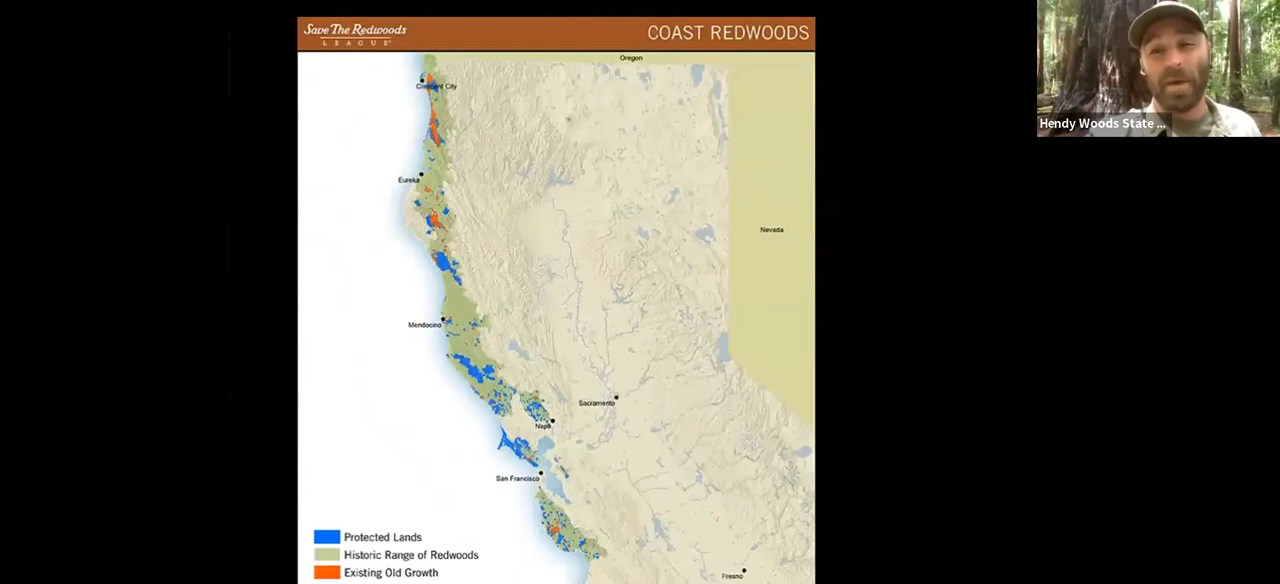 Save The Redwoods
LEAGUE
COAST REDWOODS
Hendy Woods State ...
Oregon
Crescent City
Eureka
Nevada
Mendocino
Sacramento
Napa
San Francisco
Fresno
Protected Lands
Historic Range of Redwoods
Existing Old Growth